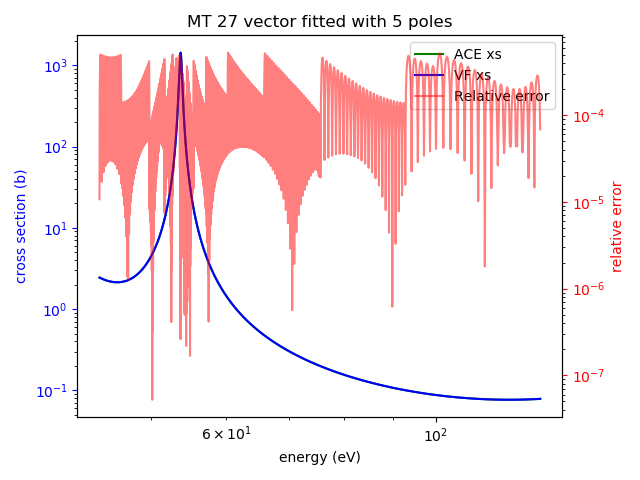 MT 27 vector fitted with 5 poles
ACE xs
VF xs
Relative error
10³
10²
10¹
10⁰
10⁻¹
cross section (b)
10⁻⁴
10⁻⁵
10⁻⁶
10⁻⁷
relative error
6 × 10¹
10²
energy (eV)